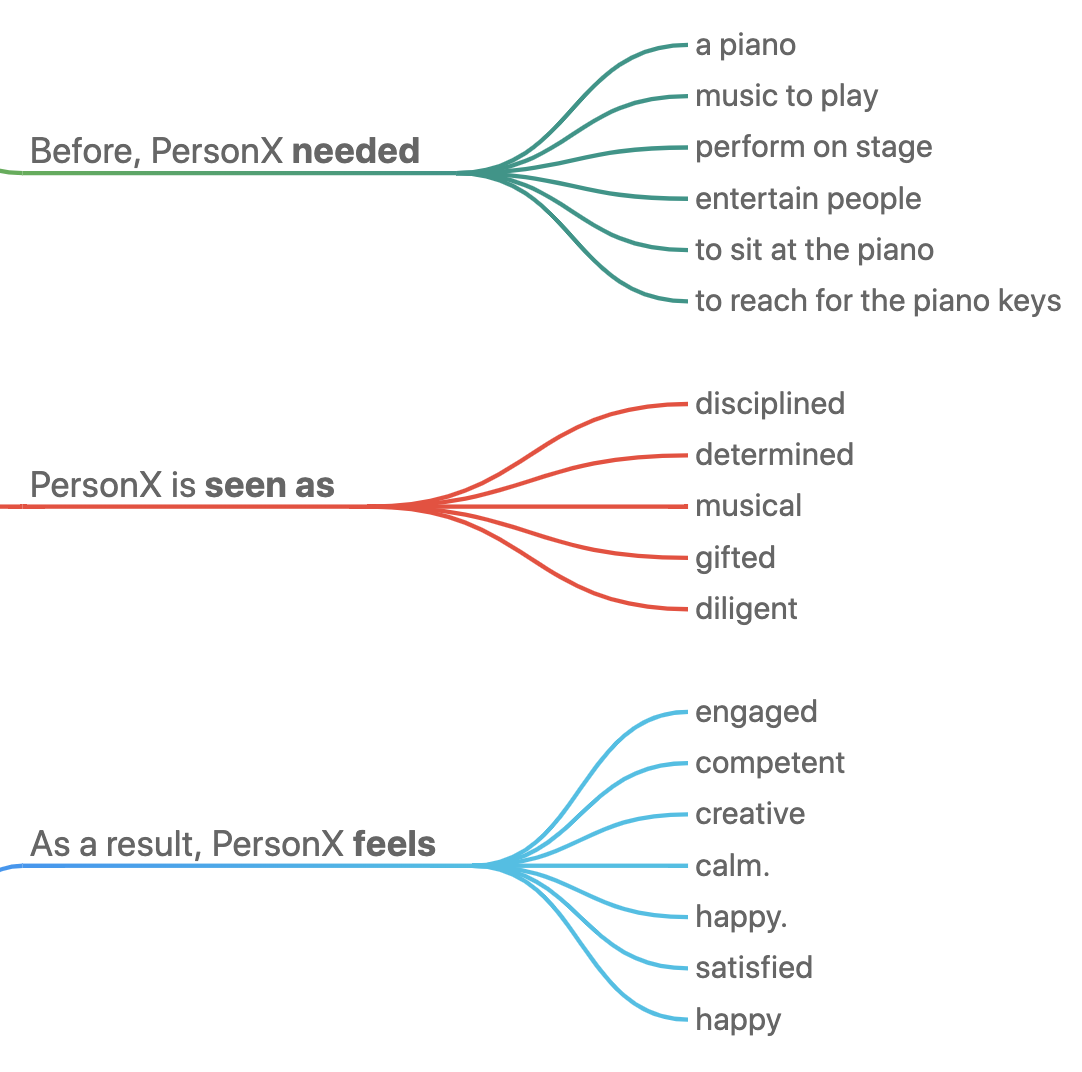 Before, PersonX needed
a piano
music to play
perform on stage
entertain people
to sit at the piano
to reach for the piano keys
PersonX is seen as
disciplined
determined
musical
gifted
diligent
As a result, PersonX feels
engaged
competent
creative
calm.
happy.
satisfied
happy